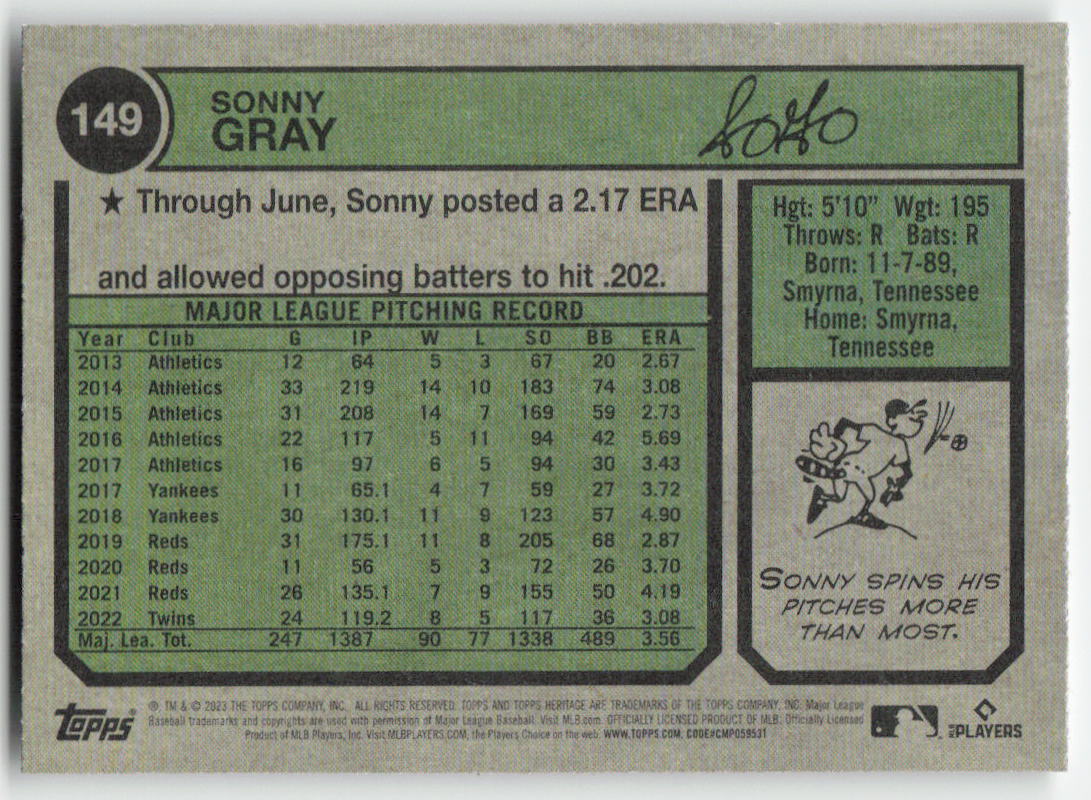 149
SONNY
GRAY
★ Through June, Sonny posted a 2.17 ERA
and allowed opposing batters to hit .202.
MAJOR LEAGUE PITCHING RECORD
Year Club G IP W L SO BB ERA
2013 Athletics 12 64 5 3 67 20 2.67
2014 Athletics 33 219 14 10 183 74 3.08
2015 Athletics 31 208 14 7 169 59 2.73
2016 Athletics 22 117 5 11 94 42 5.69
2017 Athletics 16 97 6 5 94 30 3.43
2017 Yankees 11 65.1 4 7 59 27 3.72
2018 Yankees 30 130.1 11 9 123 57 4.90
2019 Reds 31 175.1 11 8 205 68 2.87
2020 Reds 11 56 5 3 72 26 3.70
2021 Reds 26 135.1 7 9 155 50 4.19
2022 Twins 24 119.2 8 5 117 36 3.08
Maj. Lea. Tot. 247 1387 90 77 1338 489 3.56
Hgt: 5'10" Wgt: 195
Throws: R Bats: R
Born: 11-7-89,
Smyrna, Tennessee
Home: Smyrna,
Tennessee
SONNY SPINS HIS
PITCHES MORE
THAN MOST.
TOPPS®
®, TM & © 2023 THE TOPPS COMPANY, INC. ALL RIGHTS RESERVED. TOPPS AND TOPPS HERITAGE ARE TRADEMARKS OF THE TOPPS COMPANY, INC. Major League
Baseball trademarks and copyrights are used with permission of Major League Baseball. Visit MLB.com. OFFICIALLY LICENSED PRODUCT OF MLB. Officially Licensed
Product of MLB Players, Inc. Visit MLBPLAYERS.COM, the Players Choice on the web. WWW.TOPPS.COM, CODE#CMP059531
MLB PLAYERS